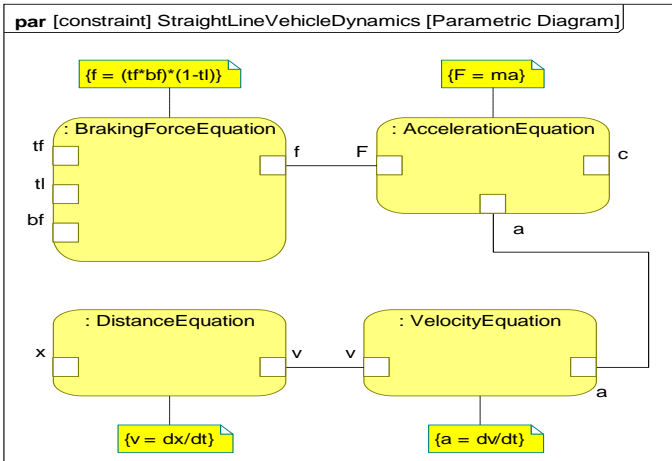 par [constraint] StraightLineVehicleDynamics [Parametric Diagram]
{f = (tf*bf)*(1-tl)}
{F = ma}
: BrakingForceEquation
: AccelerationEquation
tf
f
F
c
tl
bf
a
: DistanceEquation
: VelocityEquation
x
v
v
a
{v = dx/dt}
{a = dv/dt}